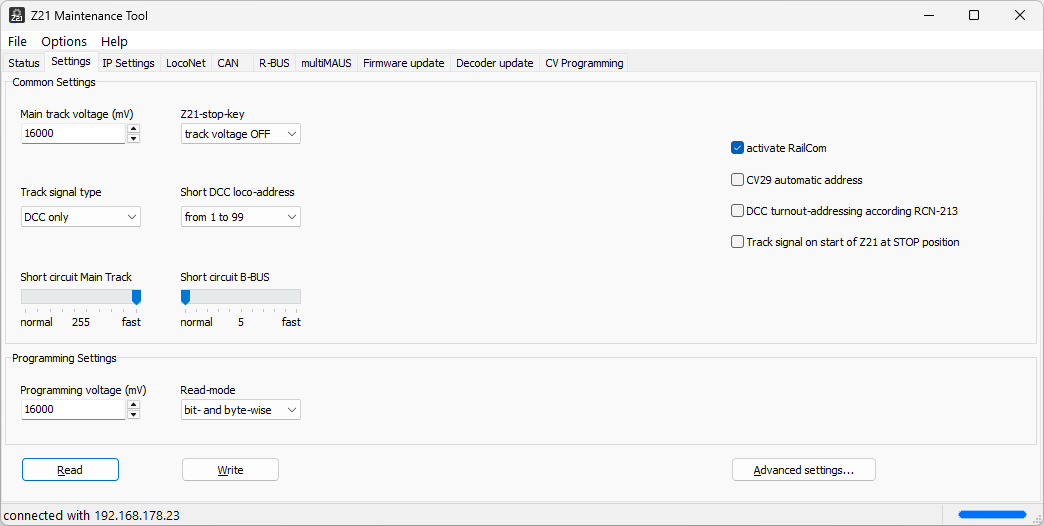 Z21 Z21 Maintenance Tool
File Options Help
Status Settings IP Settings LocoNet CAN R-BUS multiMAUS Firmware update Decoder update CV Programming
Common Settings
Main track voltage (mV) Z21-stop-key
16000 track voltage OFF
activate RailCom
CV29 automatic address
Track signal type Short DCC loco-address
DCC only from 1 to 99
DCC turnout-addressing according RCN-213
Track signal on start of Z21 at STOP position
Short circuit Main Track Short circuit B-BUS
normal 255 fast normal 5 fast
Programming Settings
Programming voltage (mV) Read-mode
16000 bit- and byte-wise
Read Write Advanced settings...
connected with 192.168.178.23